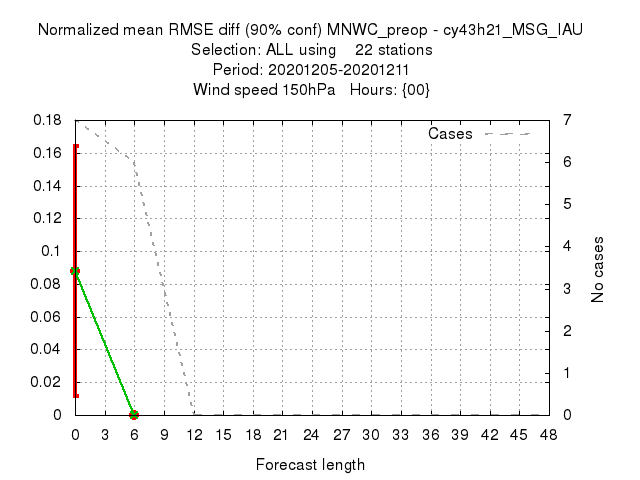 Normalized mean RMSE diff (90% conf) MNWC_preop - cy43h21_MSG_IAU
Selection: ALL using 22 stations
Period: 20201205-20201211
Wind speed 150hPa Hours: {00}
0.18
0.16
0.14
0.12
0.1
0.08
0.06
0.04
0.02
0
Cases
7
6
5
4
3
2
1
0
No cases
0 3 6 9 12 15 18 21 24 27 30 33 36 39 42 45 48
Forecast length